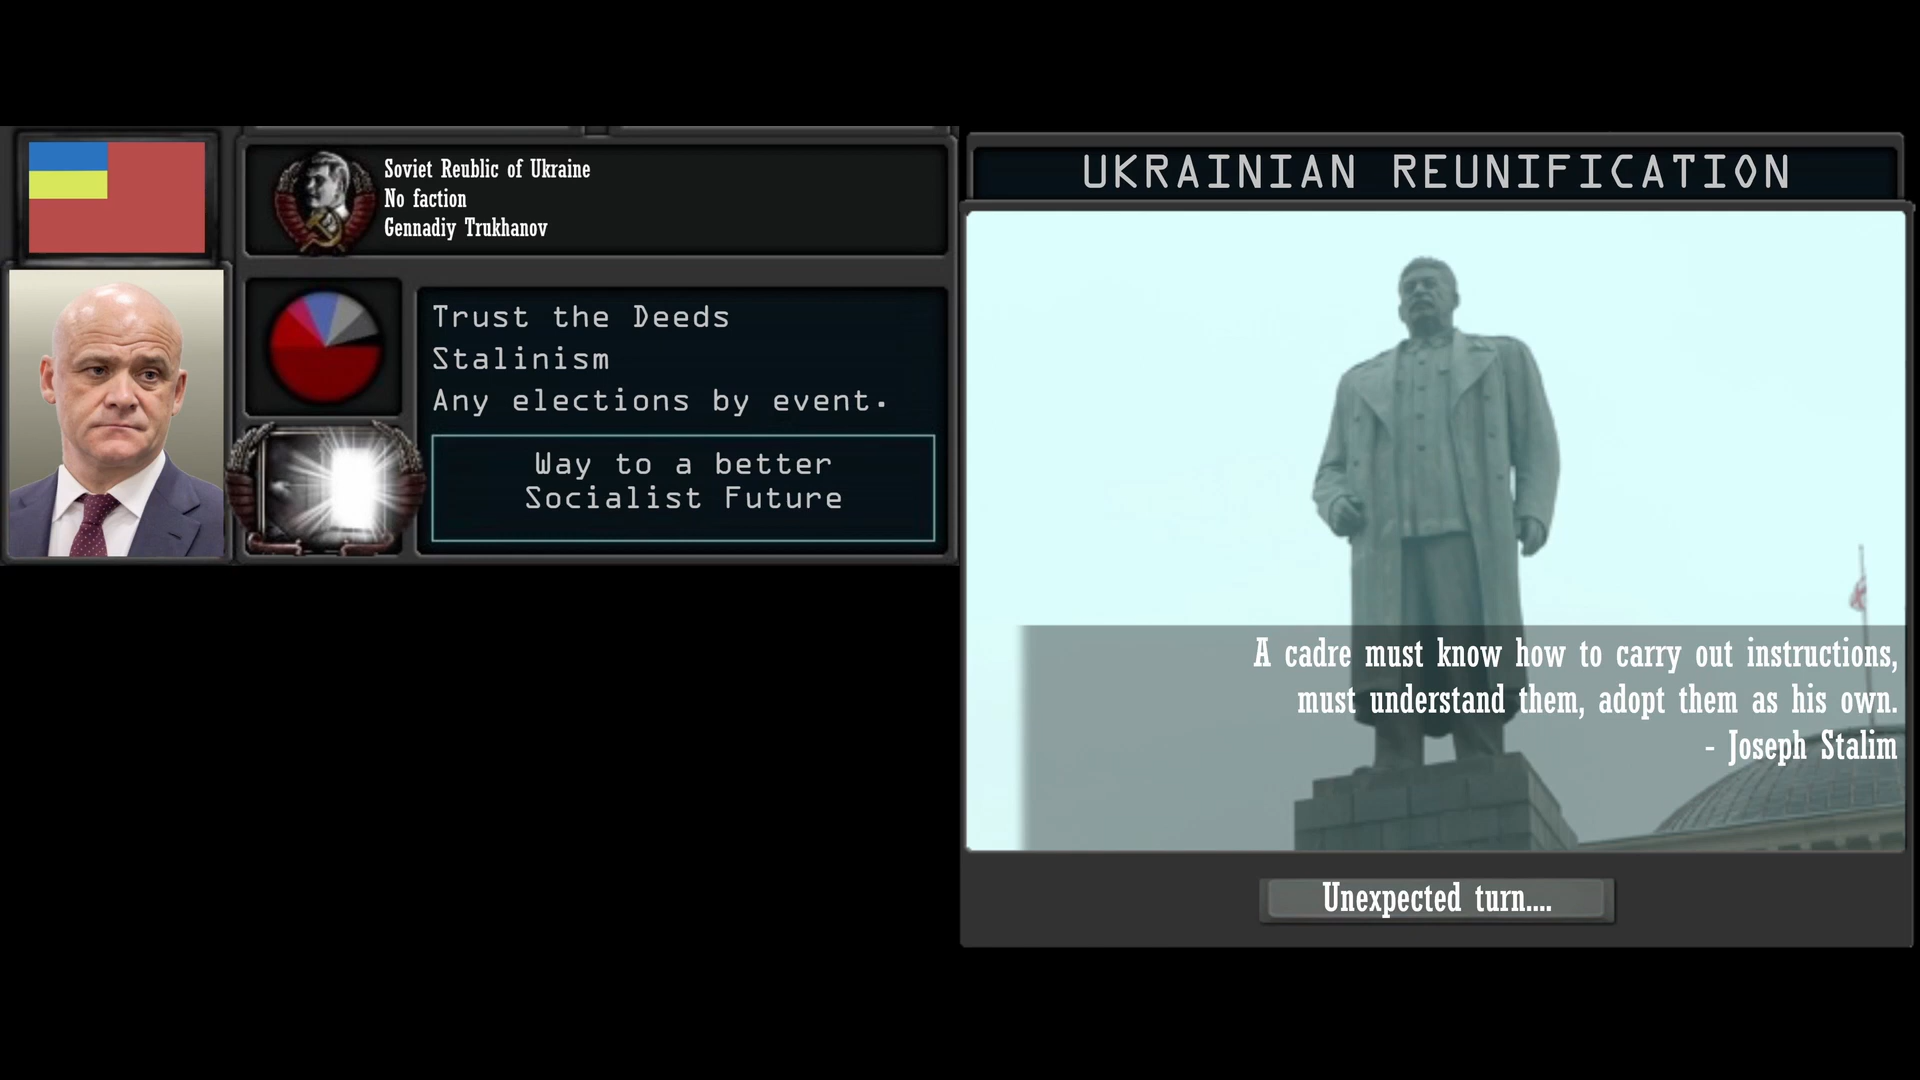 Soviet Reublic of Ukraine
No faction
Gennadiy Trukhanov
Trust the Deeds
Stalinism
Any elections by event.
Way to a better
Socialist Future
UKRAINIAN REUNIFICATION
A cadre must know how to carry out instructions,
must understand them, adopt them as his own.
- Joseph Stalim
Unexpected turn....